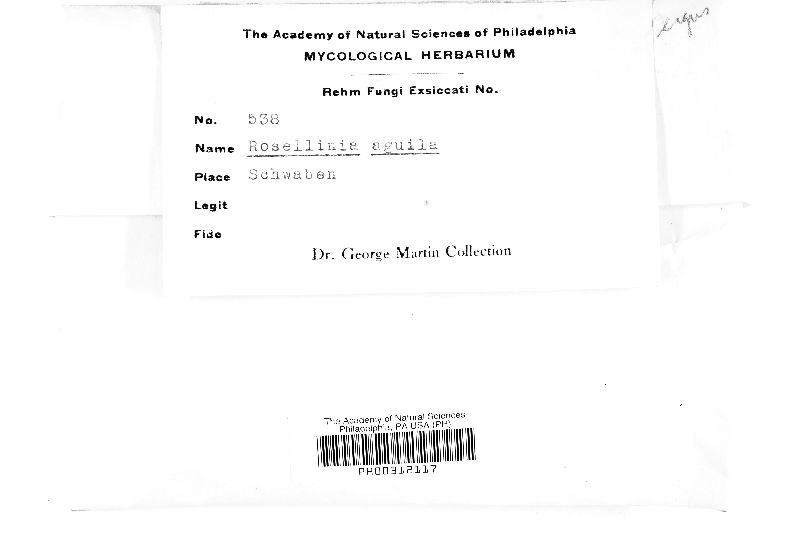 The Academy of Natural Sciences of Philadelphia
MYCOLOGICAL HERBARIUM
Rehm Fungi Exsiccati No.
No. 538
Name Rosellinia aguila
Place Schwaben
Legit
Fide
Dr. George Martin Collection
The Academy of Natural Sciences
Philadelphia, PA USA (PH)
PH00312117